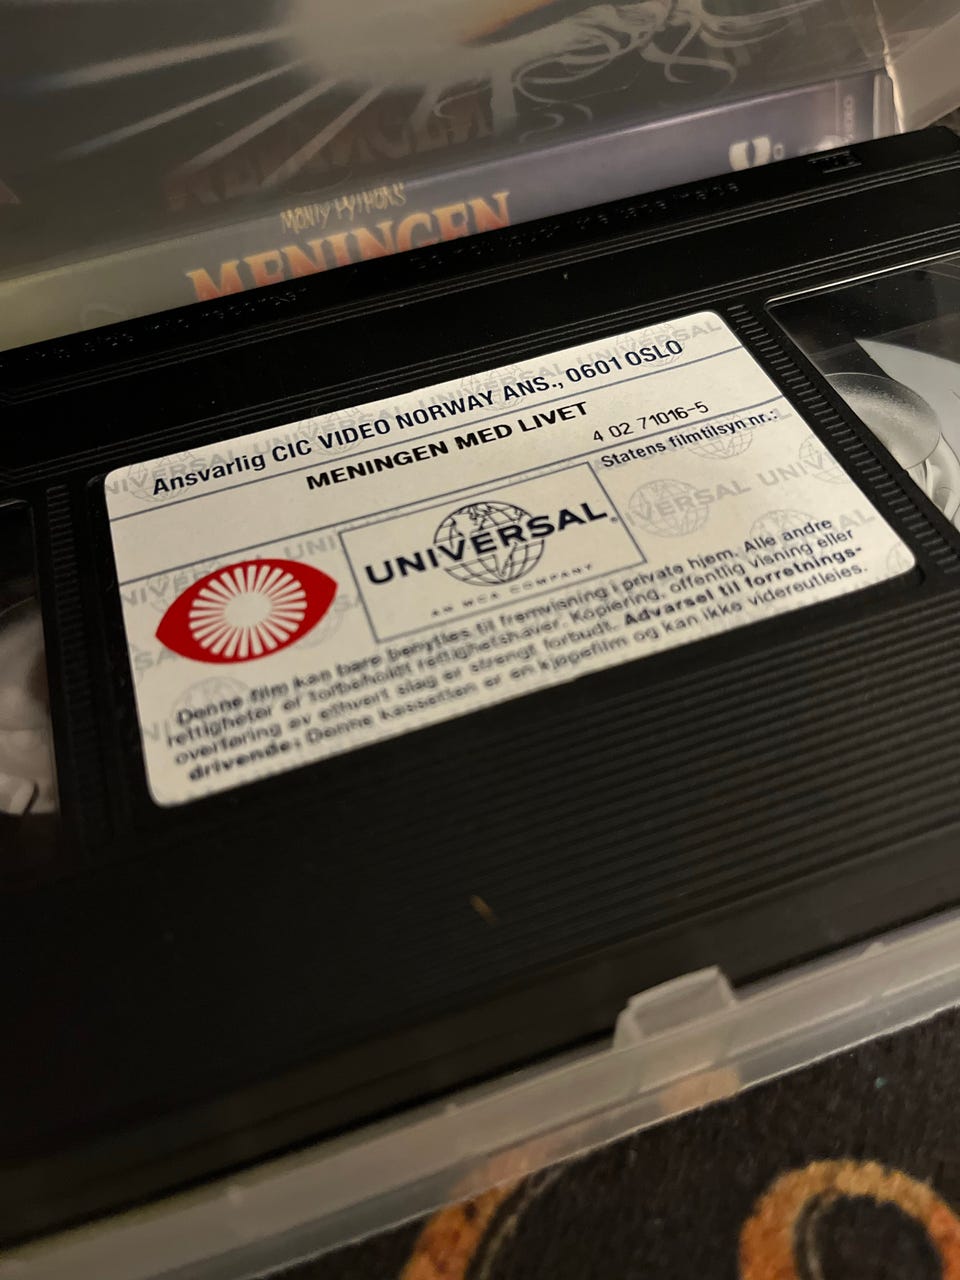 MONTY PYTHON'S
MENINGEN
Ansvarlig CIC VIDEO NORWAY ANS., 0601 OSLO
MENINGEN MED LIVET
4 02 71016-5
Statens filmtilsyn nr.:
UNIVERSAL
AN MCA COMPANY
Denne film kan bare benyttes til fremvisning i private hjem. Alle andre
rettigheter er forbeholdt rettighetshaver. Kopiering, offentlig visning eller
overføring av ethvert slag er strengt forbudt. Advarsel til forretnings-
drivende: Denne kassetten er en kjøpefilm og kan ikke videreutleies.